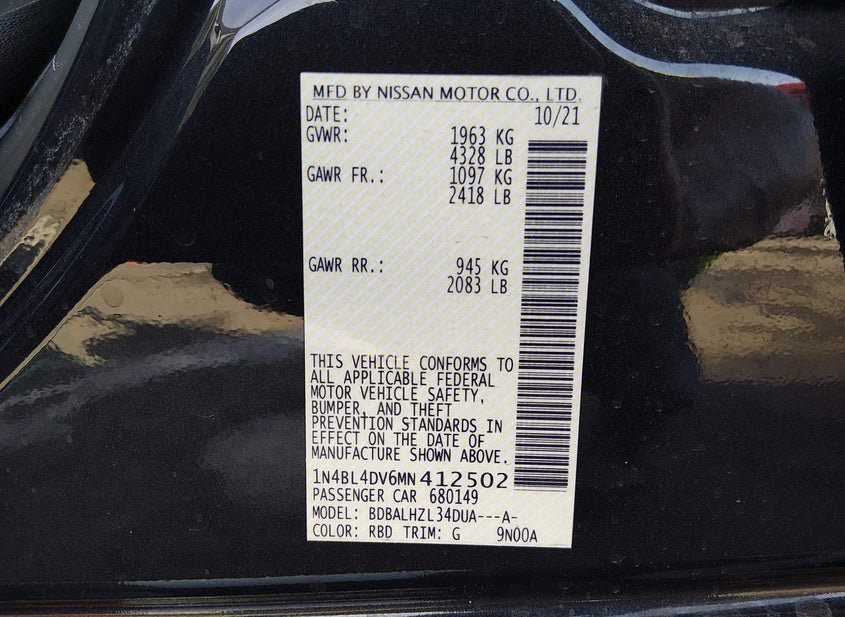 MFD BY NISSAN MOTOR CO., LTD.
DATE: 10/21
GVWR: 1963 KG
4328 LB
GAWR FR.: 1097 KG
2418 LB
GAWR RR.: 945 KG
2083 LB
THIS VEHICLE CONFORMS TO
ALL APPLICABLE FEDERAL
MOTOR VEHICLE SAFETY,
BUMPER, AND THEFT
PREVENTION STANDARDS IN
EFFECT ON THE DATE OF
MANUFACTURE SHOWN ABOVE.
1N4BL4DV6MN412502
PASSENGER CAR 680149
MODEL: BDBALHZL34DUA---A-
COLOR: RBD TRIM: G 9N00A